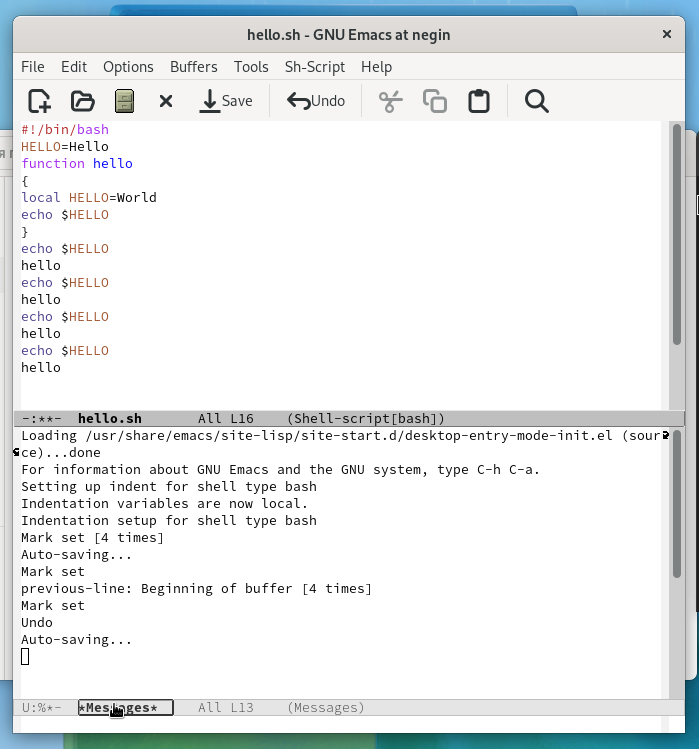 hello.sh - GNU Emacs at negin
File Edit Options Buffers Tools Sh-Script Help
Save Undo
#!/bin/bash
HELLO=Hello
function hello
{
local HELLO=World
echo $HELLO
}
echo $HELLO
hello
echo $HELLO
hello
echo $HELLO
hello
echo $HELLO
hello
-:**- hello.sh All L16 (Shell-script[bash])
Loading /usr/share/emacs/site-lisp/site-start.d/desktop-entry-mode-init.el (sour
ce)...done
For information about GNU Emacs and the GNU system, type C-h C-a.
Setting up indent for shell type bash
Indentation variables are now local.
Indentation setup for shell type bash
Mark set [4 times]
Auto-saving...
Mark set
previous-line: Beginning of buffer [4 times]
Mark set
Undo
Auto-saving...
U:%*- *Messages* All L13 (Messages)